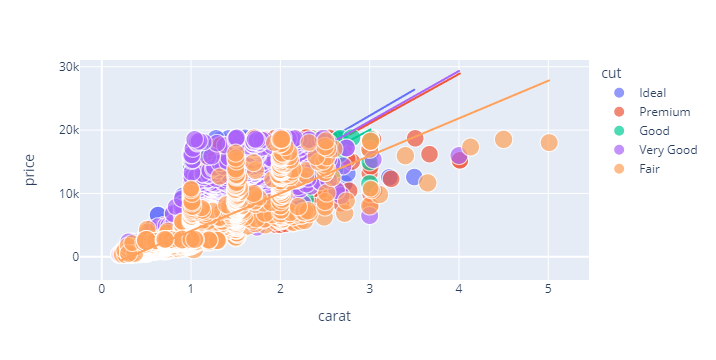 30k
20k
10k
0
price
0
1
2
3
4
5
carat
cut
Ideal
Premium
Good
Very Good
Fair